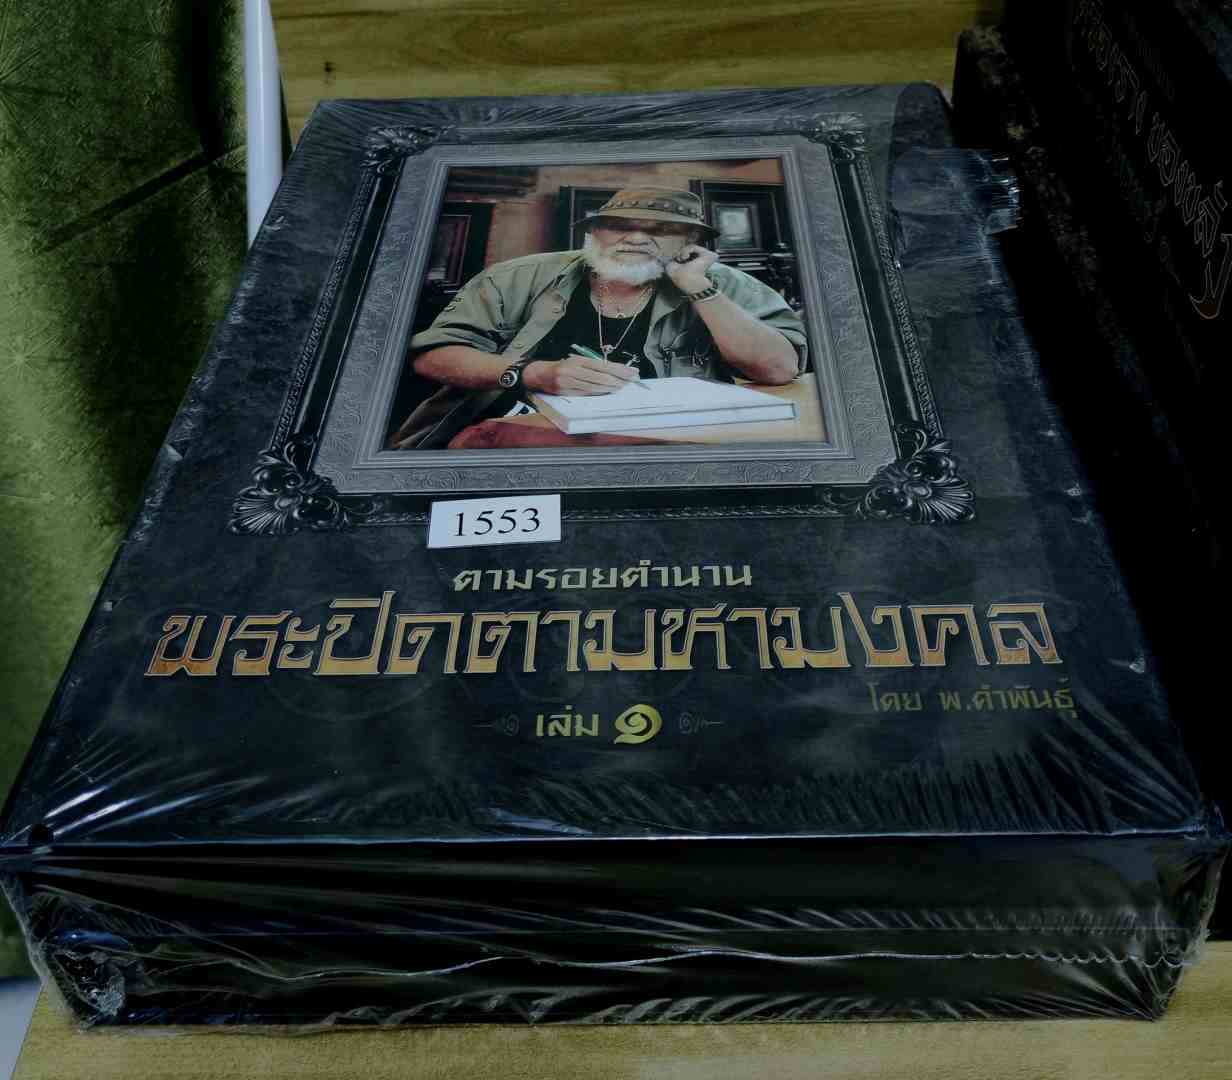 1553
ตามรอยตำนาน
พระปิดตามหามงคล
โดย พ.คำพันธุ์
เล่ม ๑